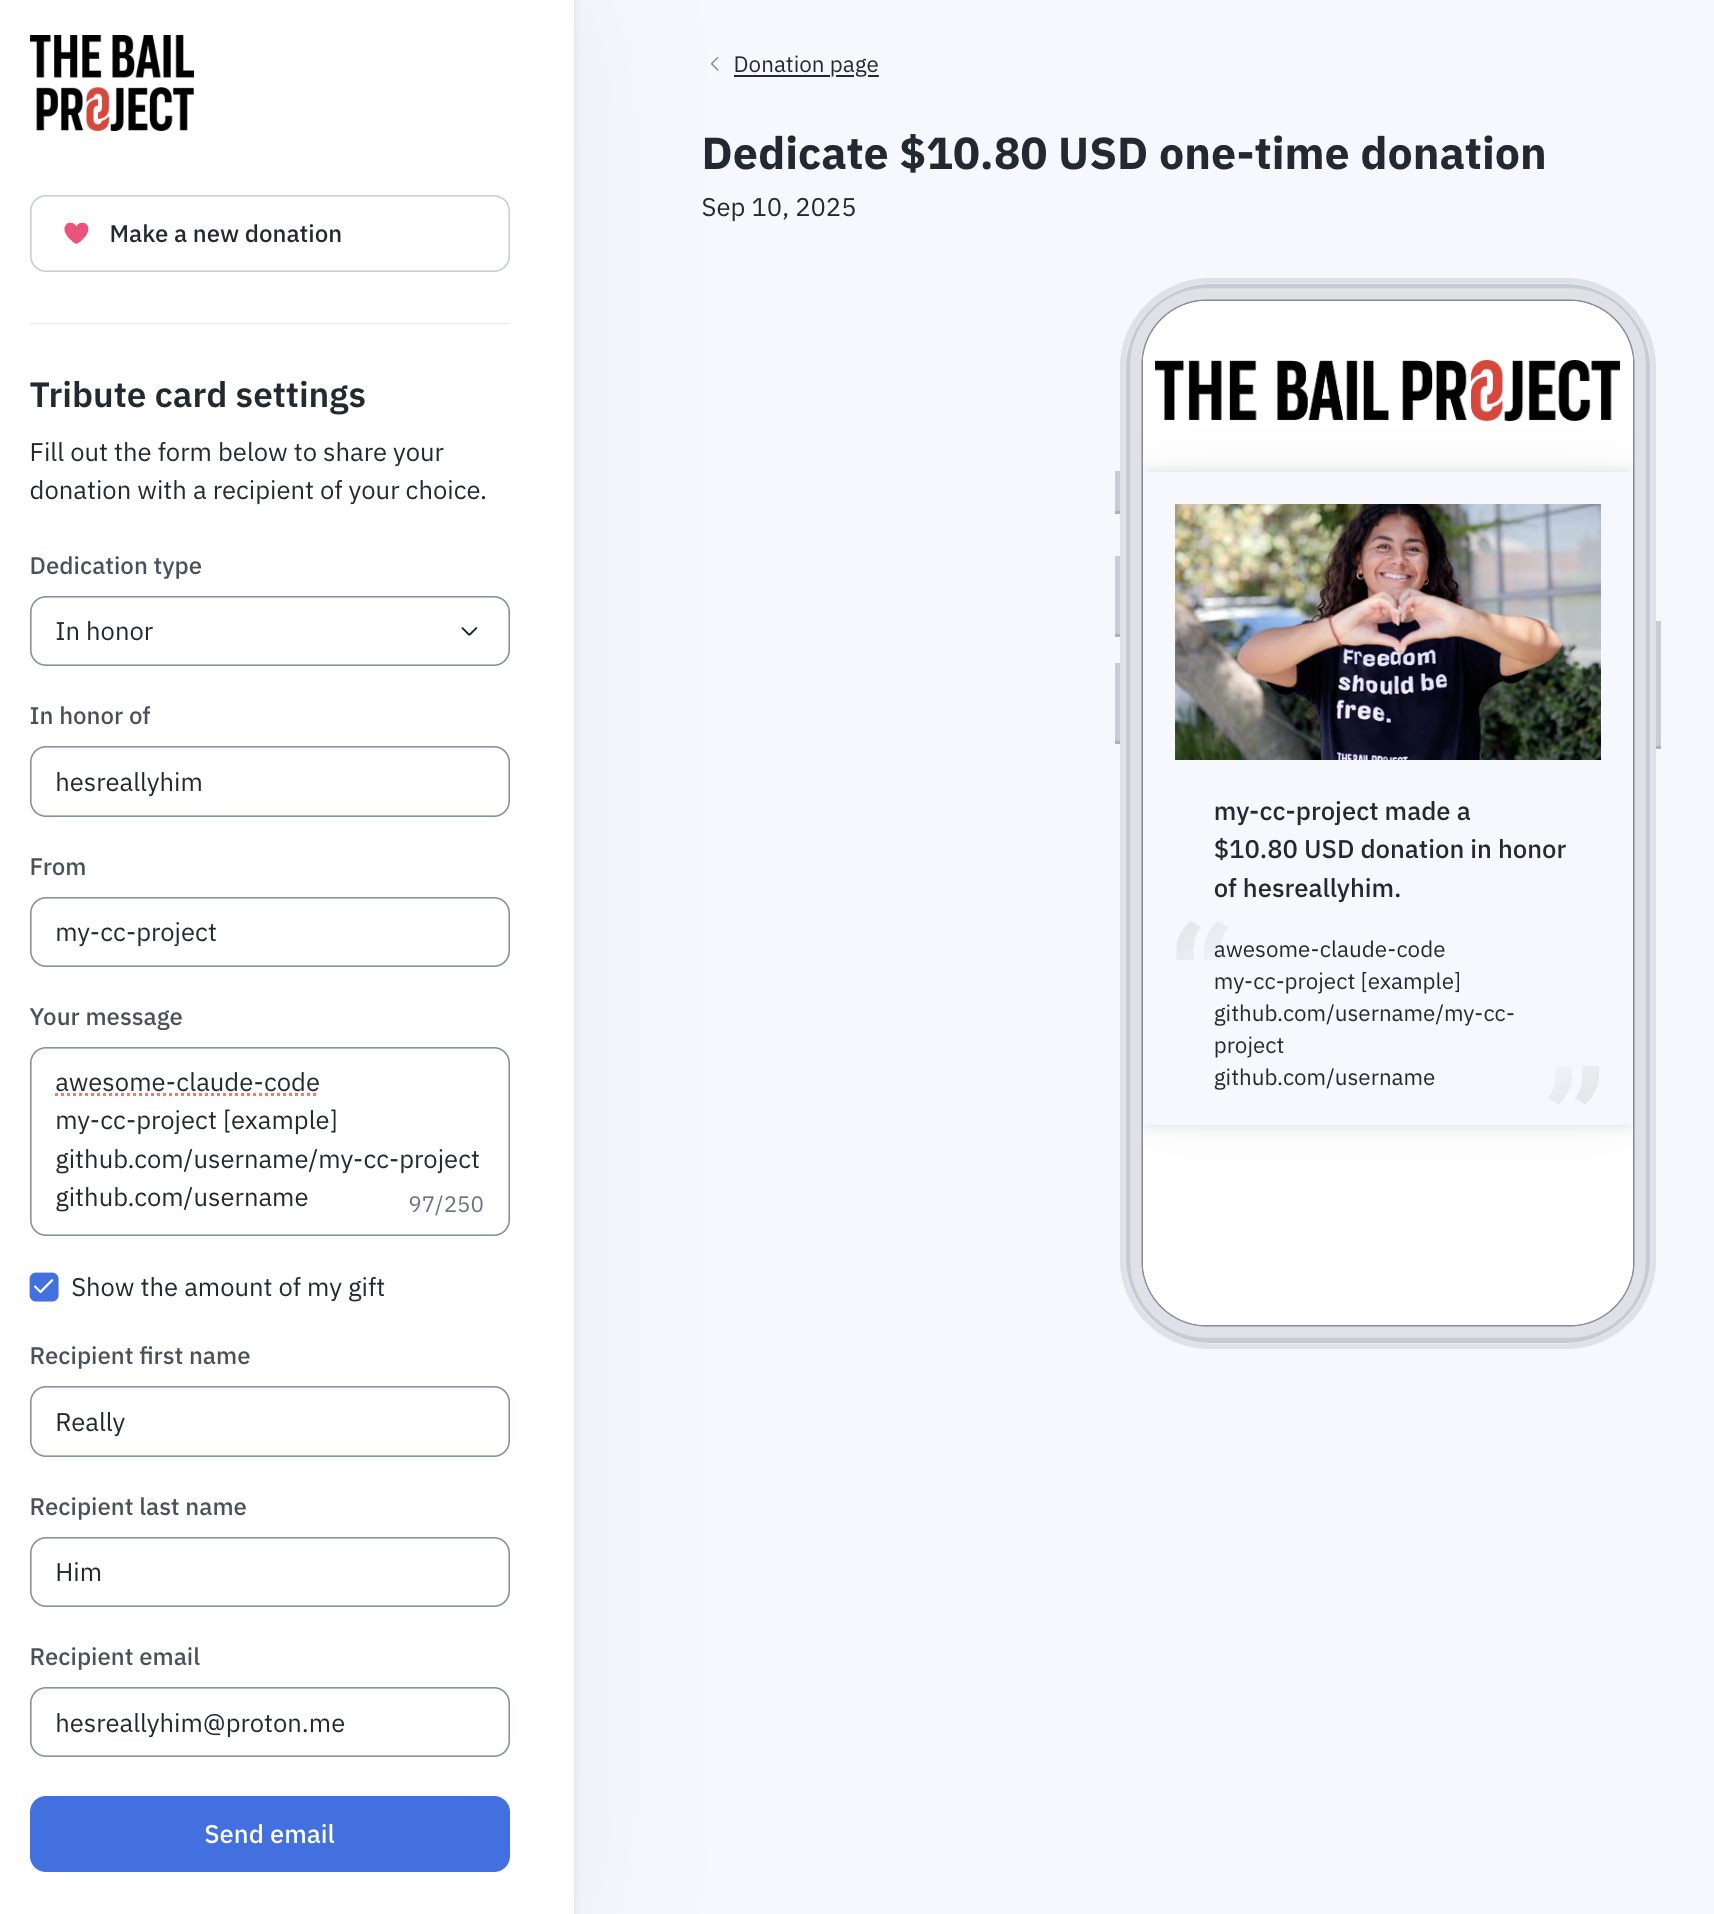 THE BAIL
PROJECT
Make a new donation
Tribute card settings
Fill out the form below to share your
donation with a recipient of your choice.
Dedication type
In honor
In honor of
hesreallyhim
From
my-cc-project
Your message
awesome-claude-code
my-cc-project [example]
github.com/username/my-cc-project
github.com/username
97/250
Show the amount of my gift
Recipient first name
Really
Recipient last name
Him
Recipient email
hesreallyhim@proton.me
Send email
Donation page
Dedicate $10.80 USD one-time donation
Sep 10, 2025
THE BAIL PROJECT
Freedom
should be
free.
THE BAIL PROJECT
my-cc-project made a
$10.80 USD donation in honor
of hesreallyhim.
“
awesome-claude-code
my-cc-project [example]
github.com/username/my-cc-
project
github.com/username
”